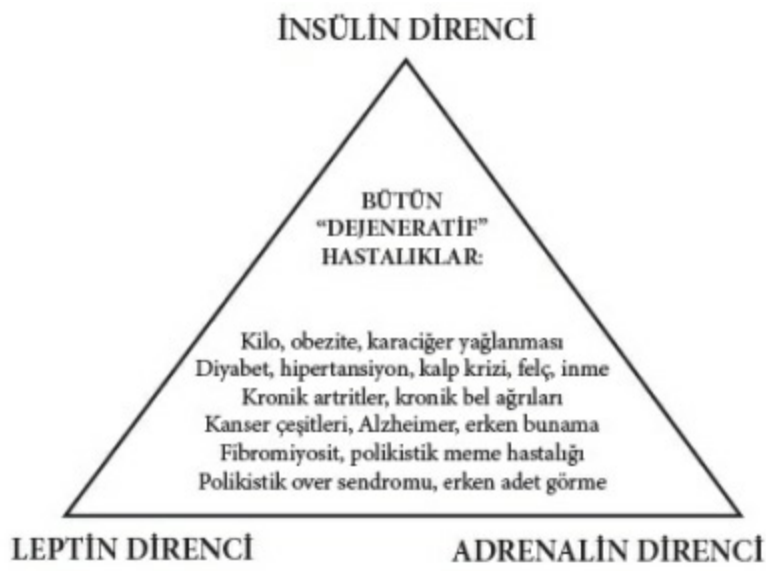 İNSÜLİN DİRENCİ
BÜTÜN
“DEJENERATİF”
HASTALIKLAR:
Kilo, obezite, karaciğer yağlanması
Diyabet, hipertansiyon, kalp krizi, felç, inme
Kronik artritler, kronik bel ağrıları
Kanser çeşitleri, Alzheimer, erken bunama
Fibromiyosit, polikistik meme hastalığı
Polikistik over sendromu, erken adet görme
LEPTİN DİRENCİ
ADRENALİN DİRENCİ